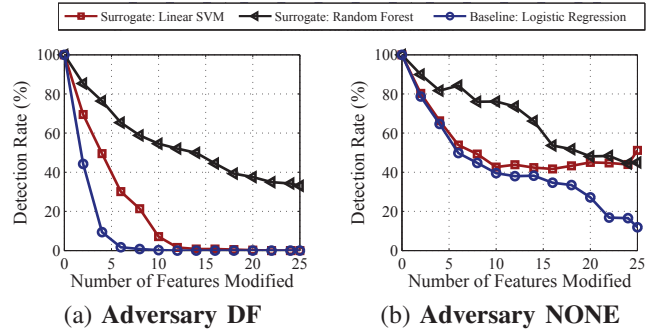 Surrogate: Linear SVM Surrogate: Random Forest Baseline: Logistic Regression
Detection Rate (%)
100
80
60
40
20
0
0 5 10 15 20 25
Number of Features Modified
(a) Adversary DF
Detection Rate (%)
100
80
60
40
20
0
0 5 10 15 20 25
Number of Features Modified
(b) Adversary NONE